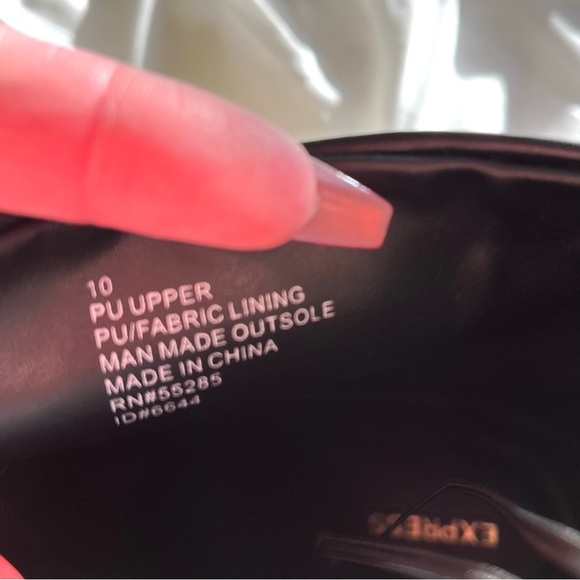 10
PU UPPER
PU/FABRIC LINING
MAN MADE OUTSOLE
MADE IN CHINA
RN#55285
ID#6644
EXPRESS